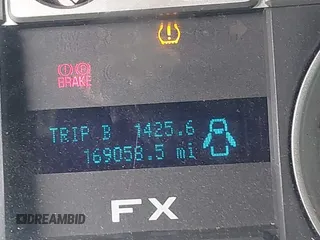 BRAKE
TRIP B 1425.6
169058.5 mi
FX
DREAMBID